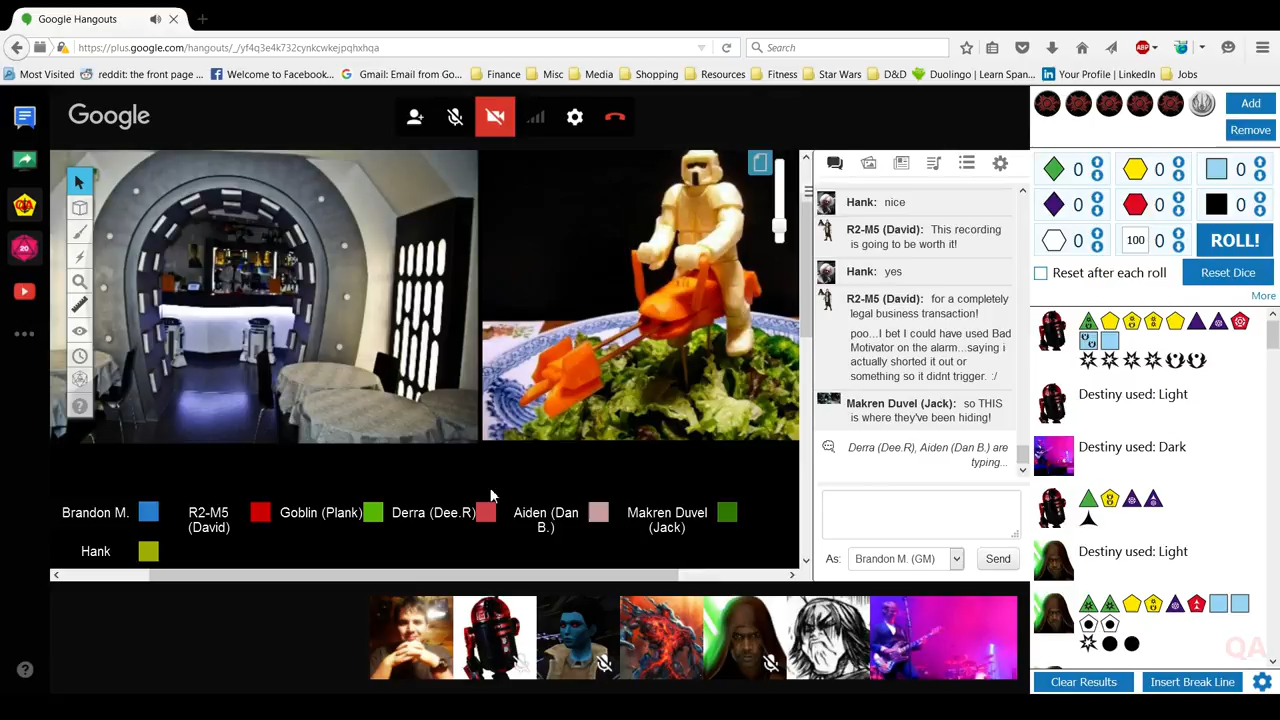 Google Hangouts
https://plus.google.com/hangouts/_/yf4q3e4k732cynkcwkejpqhxhqa
Search
ABP
Most Visited
reddit: the front page ...
Welcome to Facebook...
Gmail: Email from Go...
Finance
Misc
Media
Shopping
Resources
Fitness
Star Wars
D&D
Duolingo | Learn Span...
Your Profile | LinkedIn
Jobs
Google
20
Hank: nice
R2-M5 (David): This recording
is going to be worth it!
Hank: yes
R2-M5 (David): for a completely
legal business transaction!
poo...I bet I could have used Bad
Motivator on the alarm...saying i
actually shorted it out or
something so it didnt trigger. :/
Makren Duvel (Jack): so THIS
is where they've been hiding!
Derra (Dee.R), Aiden (Dan B.) are
typing...
As:
Brandon M. (GM)
Send
Brandon M.
R2-M5
(David)
Goblin (Plank)
Derra (Dee.R)
Aiden (Dan
B.)
Makren Duvel
(Jack)
Hank
Add
Remove
0
0
0
0
0
0
0
100
0
ROLL!
Reset after each roll
Reset Dice
More
Destiny used: Light
Destiny used: Dark
Destiny used: Light
QA
Clear Results
Insert Break Line